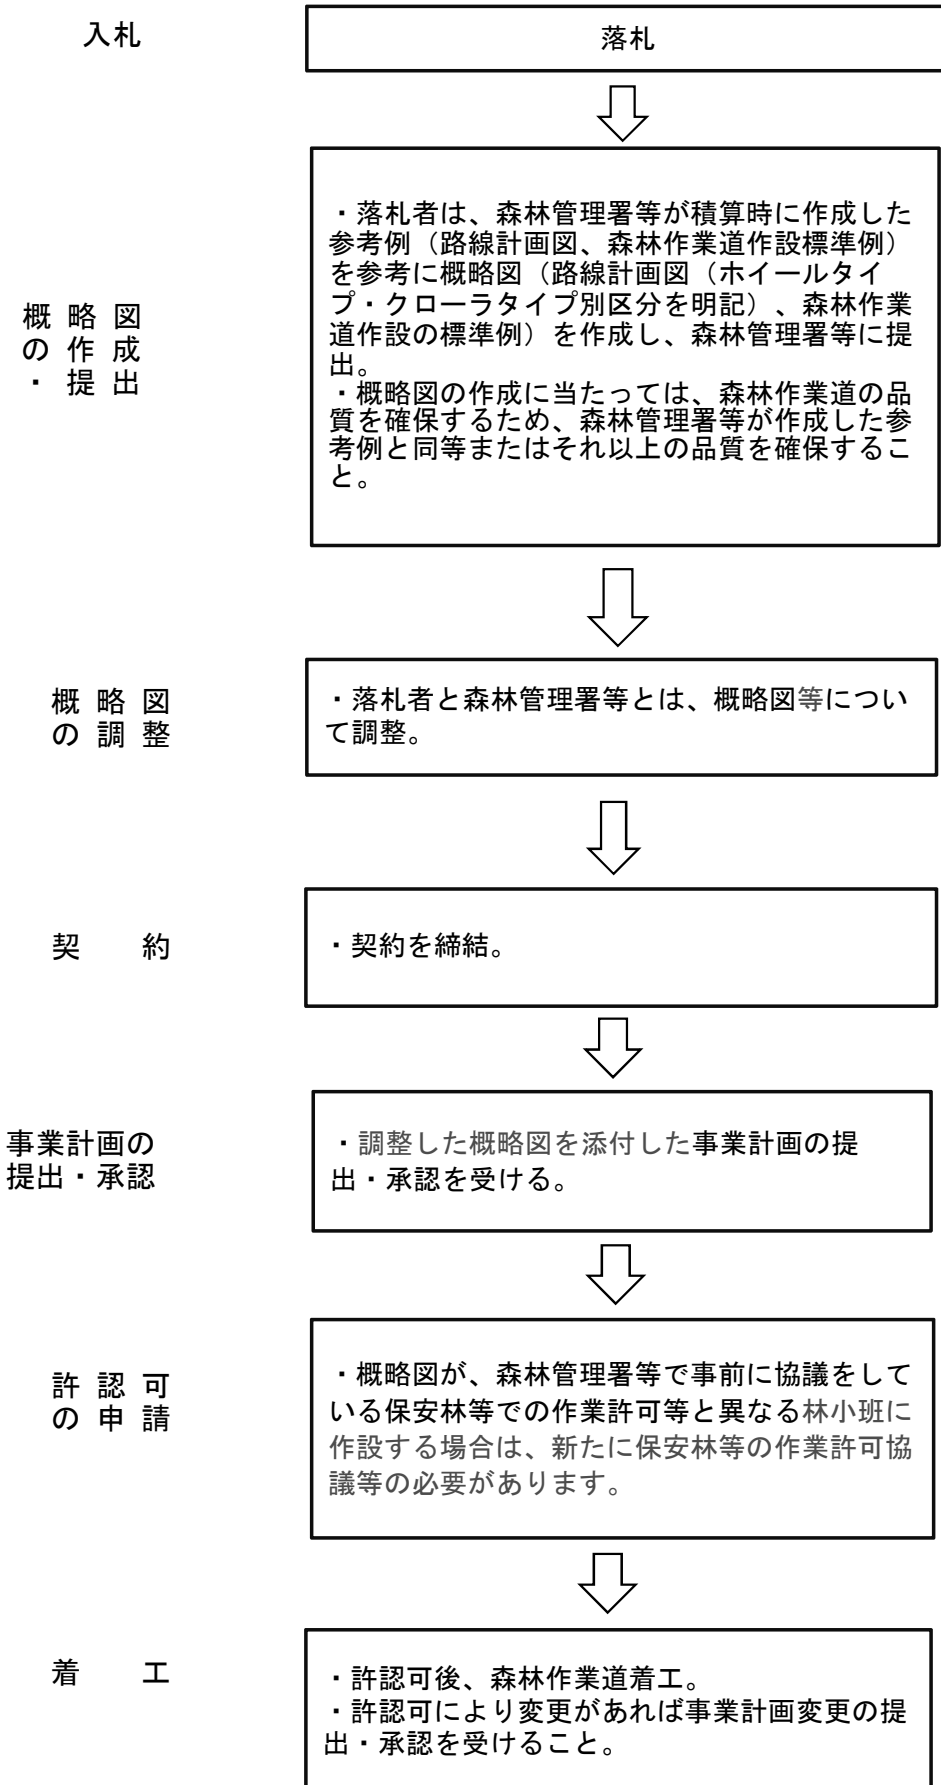 入札
落札
概略図
の作成
・提出
・落札者は、森林管理署等が積算時に作成した
参考例（路線計画図、森林作業道作設標準例）
を参考に概略図（路線計画図（ホイールタイ
プ・クローラタイプ別区分を明記）、森林作業
道作設の標準例）を作成し、森林管理署等に提
出。
・概略図の作成に当たっては、森林作業道の品
質を確保するため、森林管理署等が作成した参
考例と同等またはそれ以上の品質を確保するこ
と。
概略図
の調整
・落札者と森林管理署等とは、概略図等につい
て調整。
契約
・契約を締結。
事業計画の
提出・承認
・調整した概略図を添付した事業計画の提
出・承認を受ける。
許認可
の申請
・概略図が、森林管理署等で事前に協議をして
いる保安林等での作業許可等と異なる林小班に
作設する場合は、新たに保安林等の作業許可協
議等の必要があります。
着工
・許認可後、森林作業道着工。
・許認可により変更があれば事業計画変更の提
出・承認を受けること。